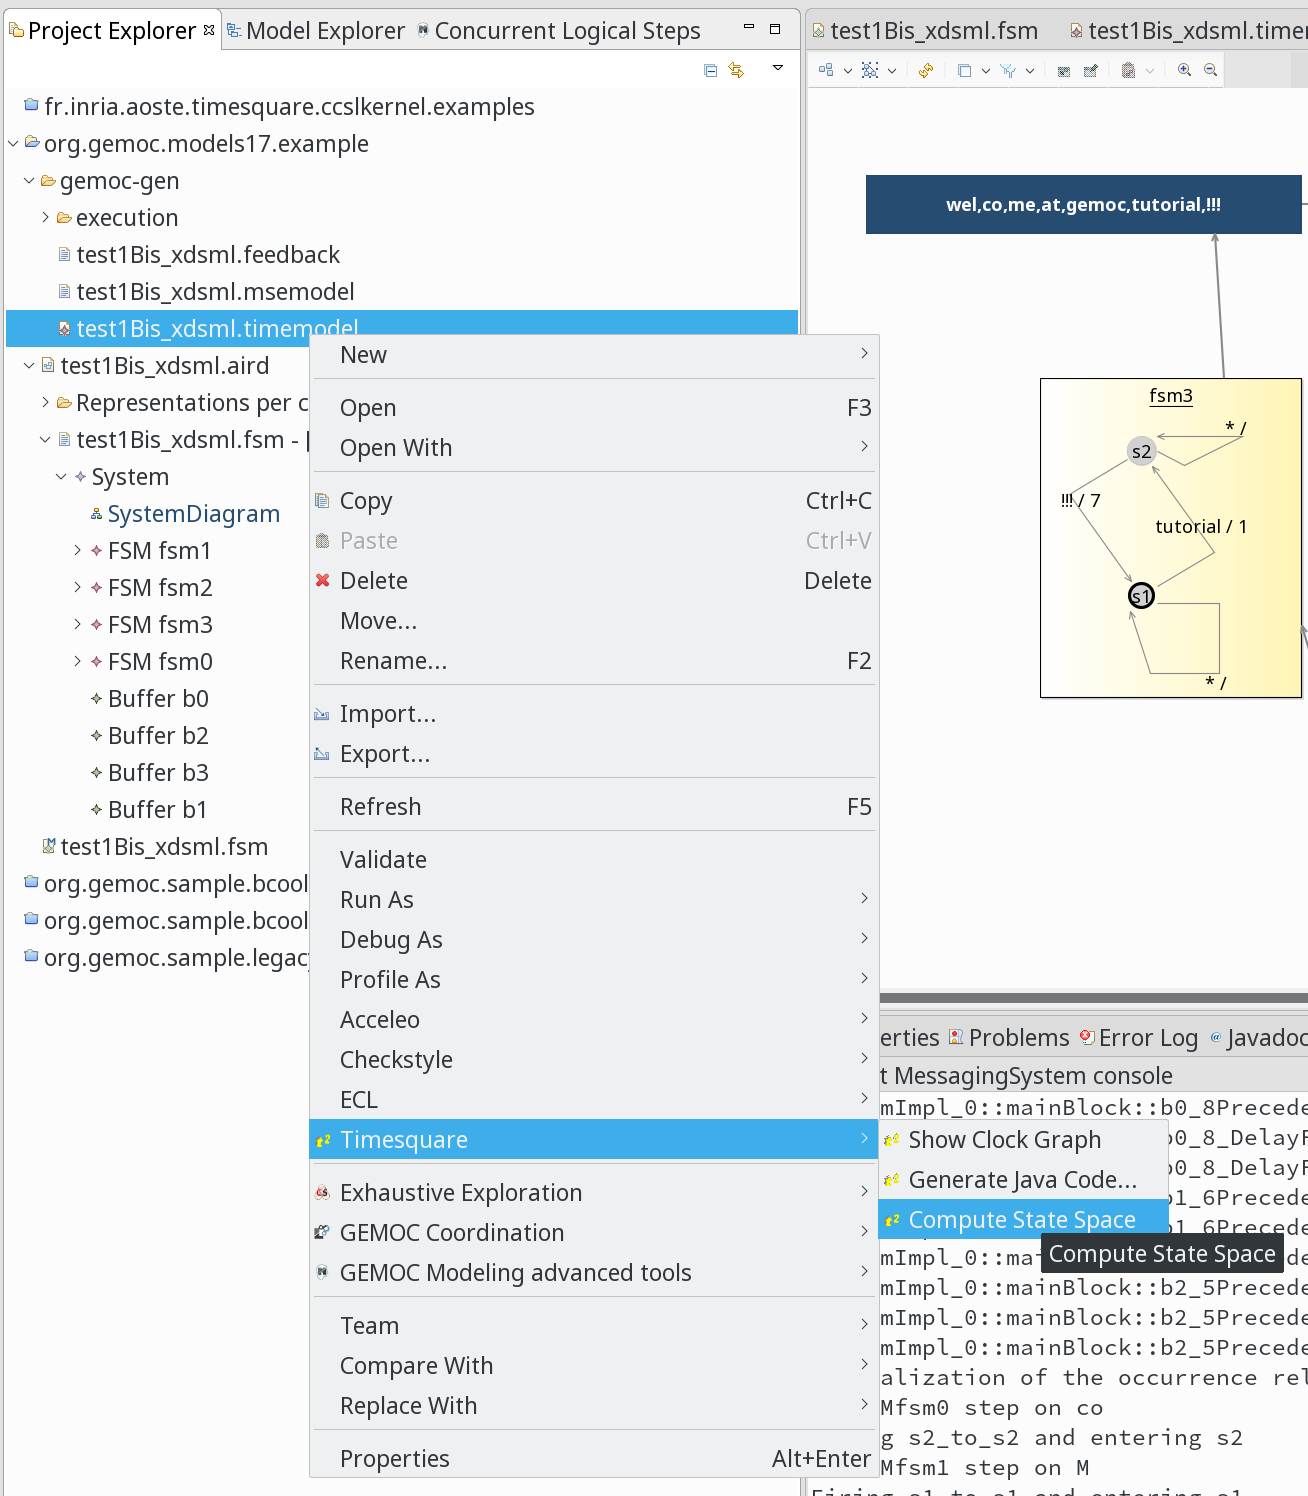 Project Explorer
Model Explorer
Concurrent Logical Steps
fr.inria.aoste.timesquare.ccslkernel.examples
org.gemoc.models17.example
gemoc-gen
execution
test1Bis_xdsml.feedback
test1Bis_xdsml.msemodel
test1Bis_xdsml.timemodel
test1Bis_xdsml.aird
Representations per c
test1Bis_xdsml.fsm - [
System
SystemDiagram
FSM fsm1
FSM fsm2
FSM fsm3
FSM fsm0
Buffer b0
Buffer b2
Buffer b3
Buffer b1
test1Bis_xdsml.fsm
org.gemoc.sample.bcool
org.gemoc.sample.bcool
org.gemoc.sample.legacy
New
Open F3
Open With
Copy Ctrl+C
Paste Ctrl+V
Delete Delete
Move...
Rename... F2
Import...
Export...
Refresh F5
Validate
Run As
Debug As
Profile As
Acceleo
Checkstyle
ECL
Timesquare
Exhaustive Exploration
GEMOC Coordination
GEMOC Modeling advanced tools
Team
Compare With
Replace With
Properties Alt+Enter
Show Clock Graph
Generate Java Code...
Compute State Space
Compute State Space
test1Bis_xdsml.fsm
test1Bis_xdsml.timer
wel,co,me,at,gemoc,tutorial,!!!
fsm3
* /
s2
!!! / 7
tutorial / 1
s1
* /
erties
Problems
Error Log
Javadoc
t MessagingSystem console
mImpl_0::mainBlock::b0_8Precede
b0_8_DelayF
b0_8_DelayF
b1_6Precede
b1_6Precede
mImpl_0::ma
mImpl_0::mainBlock::b2_5Precede
mImpl_0::mainBlock::b2_5Precede
mImpl_0::mainBlock::b2_5Precede
alization of the occurrence rel
Mfsm0 step on co
g s2_to_s2 and entering s2
Mfsm1 step on M
Firing s1_to_s1 and entering s1